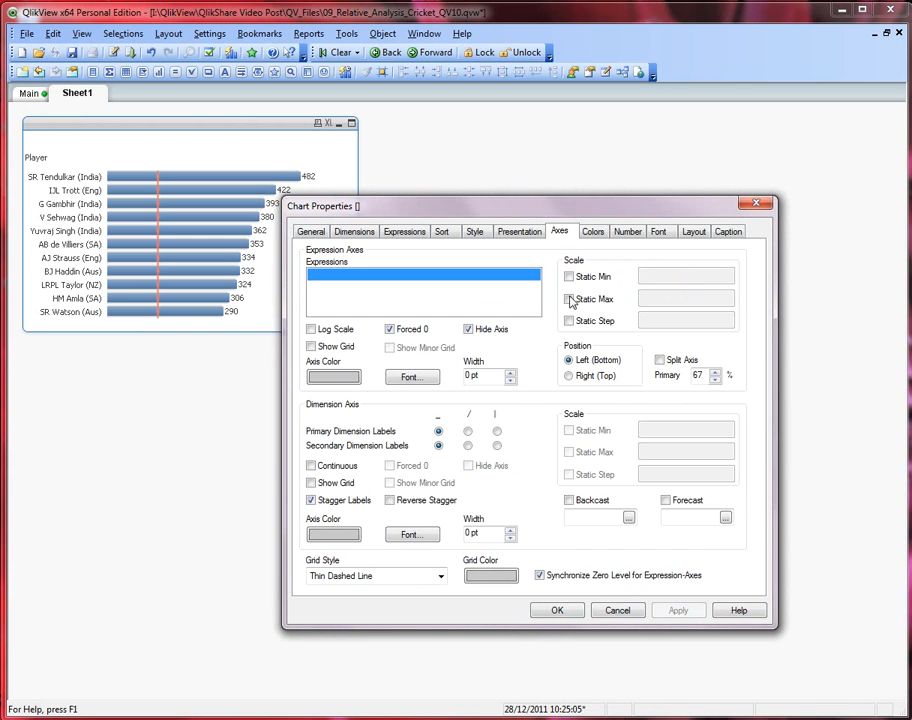 QlikView x64 Personal Edition - [I:\QlikView\QlikShare Video Post\QV_Files\09_Relative_Analysis_Cricket_QV10.qvw*]
File Edit View Selections Layout Settings Bookmarks Reports Tools Object Window Help
Clear Back Forward Lock Unlock
Main Sheet1
XL
Player
SR Tendulkar (India) 482
IJL Trott (Eng) 422
G Gambhir (India) 393
V Sehwag (India) 380
Yuvraj Singh (India) 362
AB de Villiers (SA) 353
AJ Strauss (Eng) 334
BJ Haddin (Aus) 332
LRPL Taylor (NZ) 324
HM Amla (SA) 306
SR Watson (Aus) 290
Chart Properties []
General Dimensions Expressions Sort Style Presentation Axes Colors Number Font Layout Caption
Expression Axes
Expressions
Scale
Static Min
Static Max
Static Step
Log Scale Forced 0 Hide Axis
Show Grid Show Minor Grid
Axis Color Width
Font... 0 pt
Position
Left (Bottom) Split Axis
Right (Top) Primary 67 %
Dimension Axis
_ / |
Primary Dimension Labels
Secondary Dimension Labels
Continuous Forced 0 Hide Axis
Show Grid Show Minor Grid
Stagger Labels Reverse Stagger
Axis Color Width
Font... 0 pt
Scale
Static Min
Static Max
Static Step
Backcast Forecast
... ...
Grid Style Grid Color
Thin Dashed Line Synchronize Zero Level for Expression-Axes
OK Cancel Apply Help
For Help, press F1 28/12/2011 10:25:05*